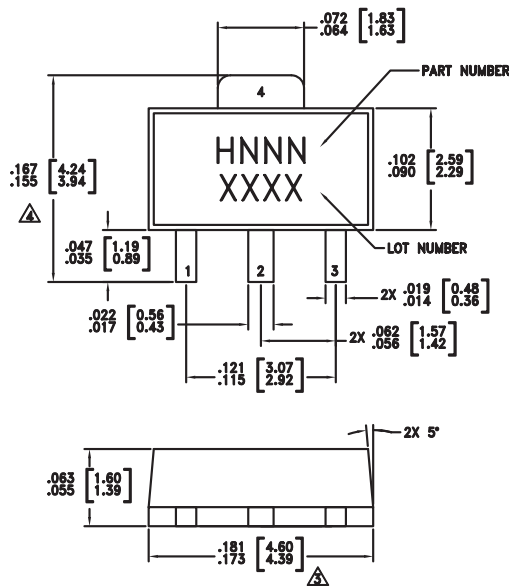 .072 [1.83]
.064 [1.63]
4
PART NUMBER
HNNN
XXXX
.167 [4.24]
.155 [3.94]
4
.102 [2.59]
.090 [2.29]
LOT NUMBER
.047 [1.19]
.035 [0.89]
1 2 3
2X .019 [0.48]
.014 [0.36]
.022 [0.56]
.017 [0.43]
2X .062 [1.57]
.056 [1.42]
.121 [3.07]
.115 [2.92]
2X 5°
.063 [1.60]
.055 [1.39]
.181 [4.60]
.173 [4.39]
3